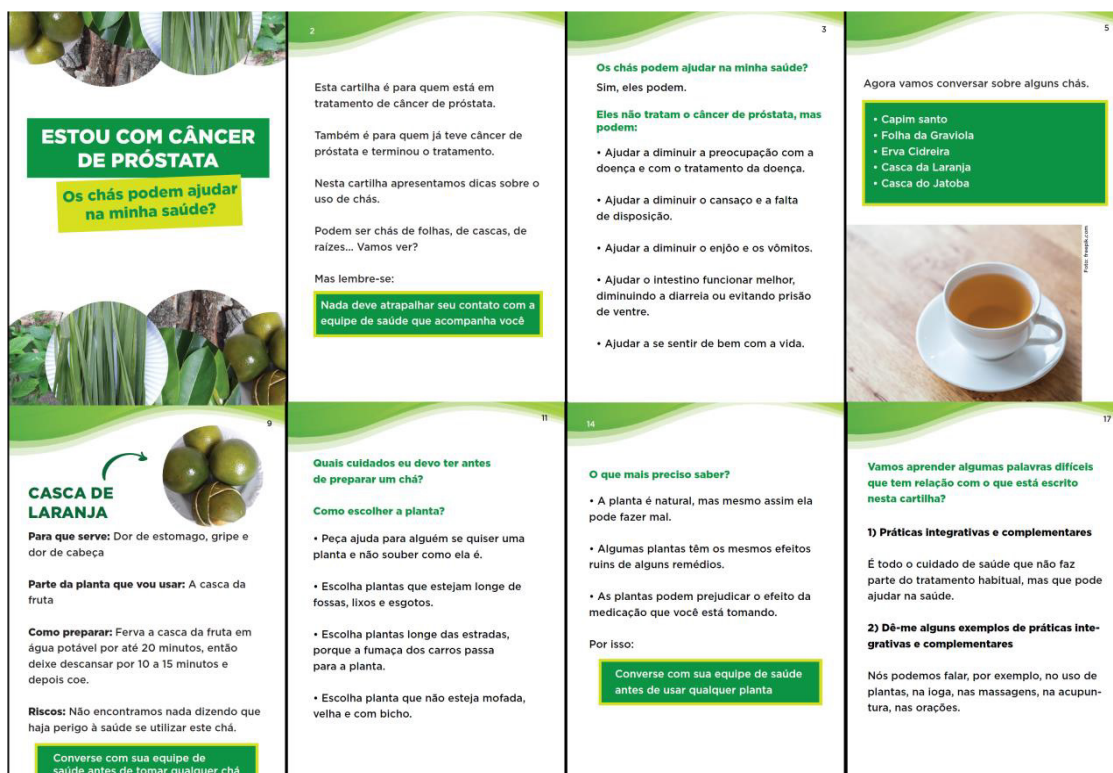 ESTOU COM CÂNCER
DE PRÓSTATA
Os chás podem ajudar
na minha saúde?
2
Esta cartilha é para quem está em
tratamento de câncer de próstata.
Também é para quem já teve câncer de
próstata e terminou o tratamento.
Nesta cartilha apresentamos dicas sobre o
uso de chás.
Podem ser chás de folhas, de cascas, de
raízes... Vamos ver?
Mas lembre-se:
Nada deve atrapalhar seu contato com a
equipe de saúde que acompanha você
3
Os chás podem ajudar na minha saúde?
Sim, eles podem.
Eles não tratam o câncer de próstata, mas
podem:
• Ajudar a diminuir a preocupação com a
doença e com o tratamento da doença.
• Ajudar a diminuir o cansaço e a falta
de disposição.
• Ajudar a diminuir o enjôo e os vômitos.
• Ajudar o intestino funcionar melhor,
diminuindo a diarreia ou evitando prisão
de ventre.
• Ajudar a se sentir de bem com a vida.
5
Agora vamos conversar sobre alguns chás.
• Capim santo
• Folha da Graviola
• Erva Cidreira
• Casca da Laranja
• Casca do Jatoba
Foto: freepik.com
9
CASCA DE
LARANJA
Para que serve: Dor de estomago, gripe e
dor de cabeça
Parte da planta que vou usar: A casca da
fruta
Como preparar: Ferva a casca da fruta em
água potável por até 20 minutos, então
deixe descansar por 10 a 15 minutos e
depois coe.
Riscos: Não encontramos nada dizendo que
haja perigo à saúde se utilizar este chá.
Converse com sua equipe de
saúde antes de tomar qualquer chá
11
Quais cuidados eu devo ter antes
de preparar um chá?
Como escolher a planta?
• Peça ajuda para alguém se quiser uma
planta e não souber como ela é.
• Escolha plantas que estejam longe de
fossas, lixos e esgotos.
• Escolha plantas longe das estradas,
porque a fumaça dos carros passa
para a planta.
• Escolha planta que não esteja mofada,
velha e com bicho.
14
O que mais preciso saber?
• A planta é natural, mas mesmo assim ela
pode fazer mal.
• Algumas plantas têm os mesmos efeitos
ruins de alguns remédios.
• As plantas podem prejudicar o efeito da
medicação que você está tomando.
Por isso:
Converse com sua equipe de saúde
antes de usar qualquer planta
17
Vamos aprender algumas palavras difíceis
que tem relação com o que está escrito
nesta cartilha?
1) Práticas integrativas e complementares
É todo o cuidado de saúde que não faz
parte do tratamento habitual, mas que pode
ajudar na saúde.
2) Dê-me alguns exemplos de práticas inte-
grativas e complementares
Nós podemos falar, por exemplo, no uso de
plantas, na ioga, nas massagens, na acupun-
tura, nas orações.